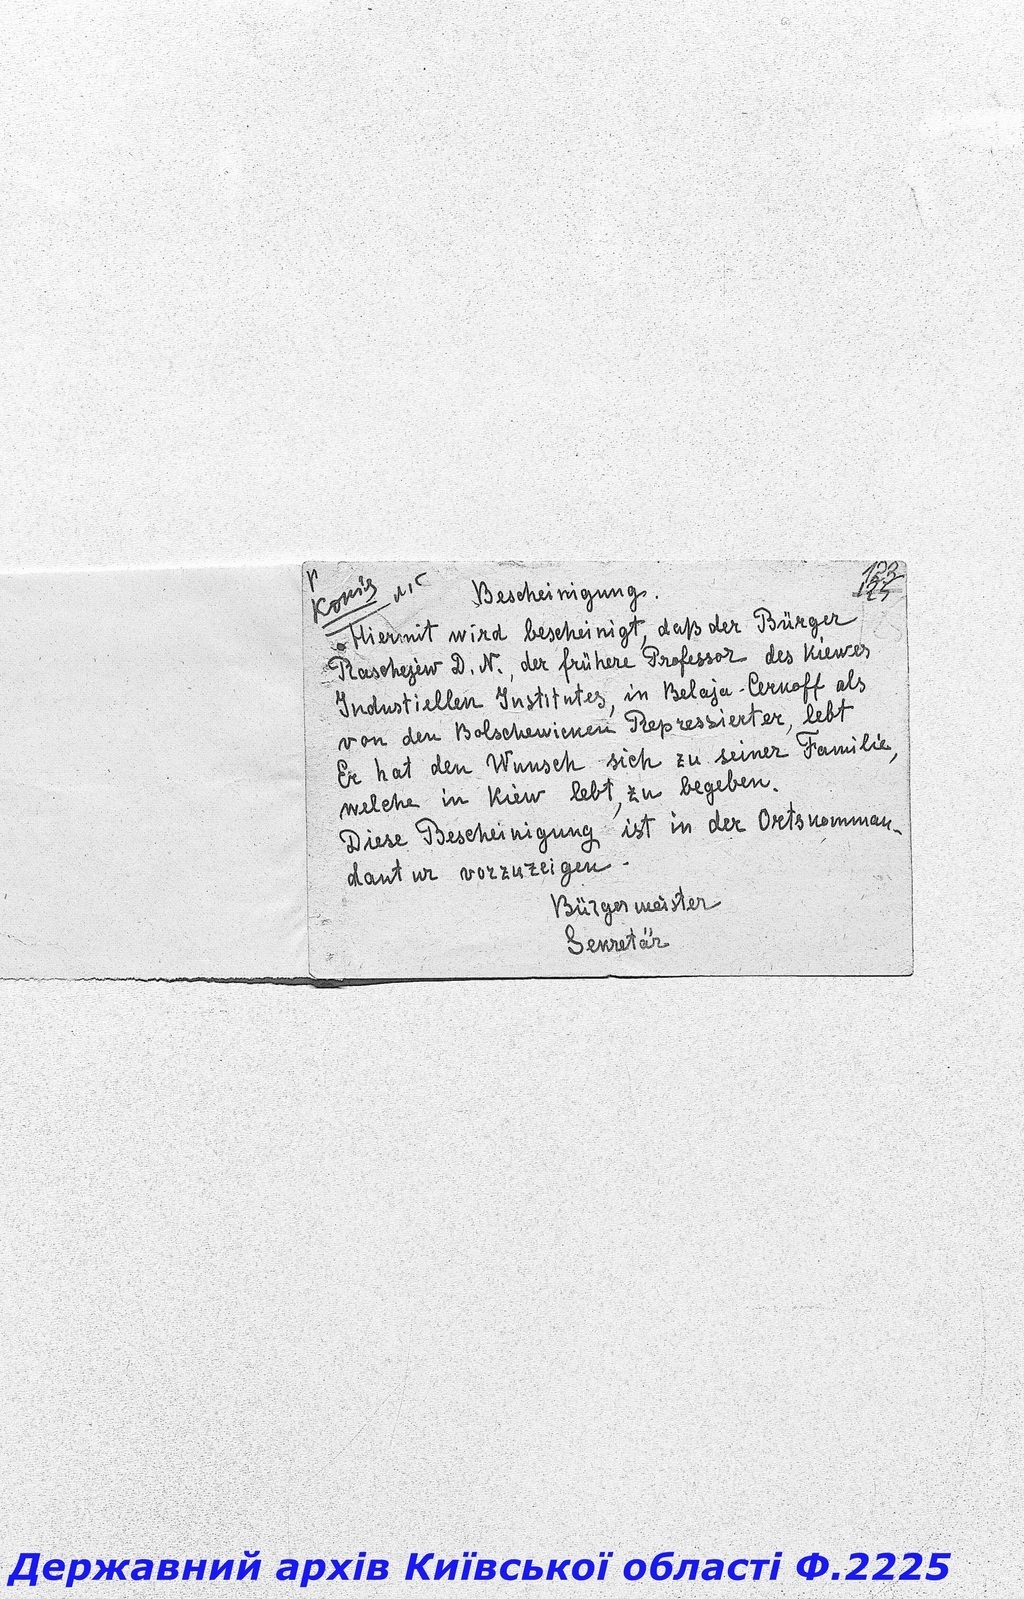 Копія
Bescheinigung.
Hiermit wird bescheinigt, daß der Bürger
Raschejew D. N., der frühere Professor des Kiewer
Industiellen Institutes, in Belaja-Cernoff als
von den Bolschewicken Repressierter, lebt
Er hat den Wunsch sich zu seiner Familie,
welche in Kiew lebt, zu begeben.
Diese Bescheinigung ist in der Ortskomman-
dantur vorzuzeigen.
Bürgermeister
Sekretär
Державний архів Київської області Ф.2225